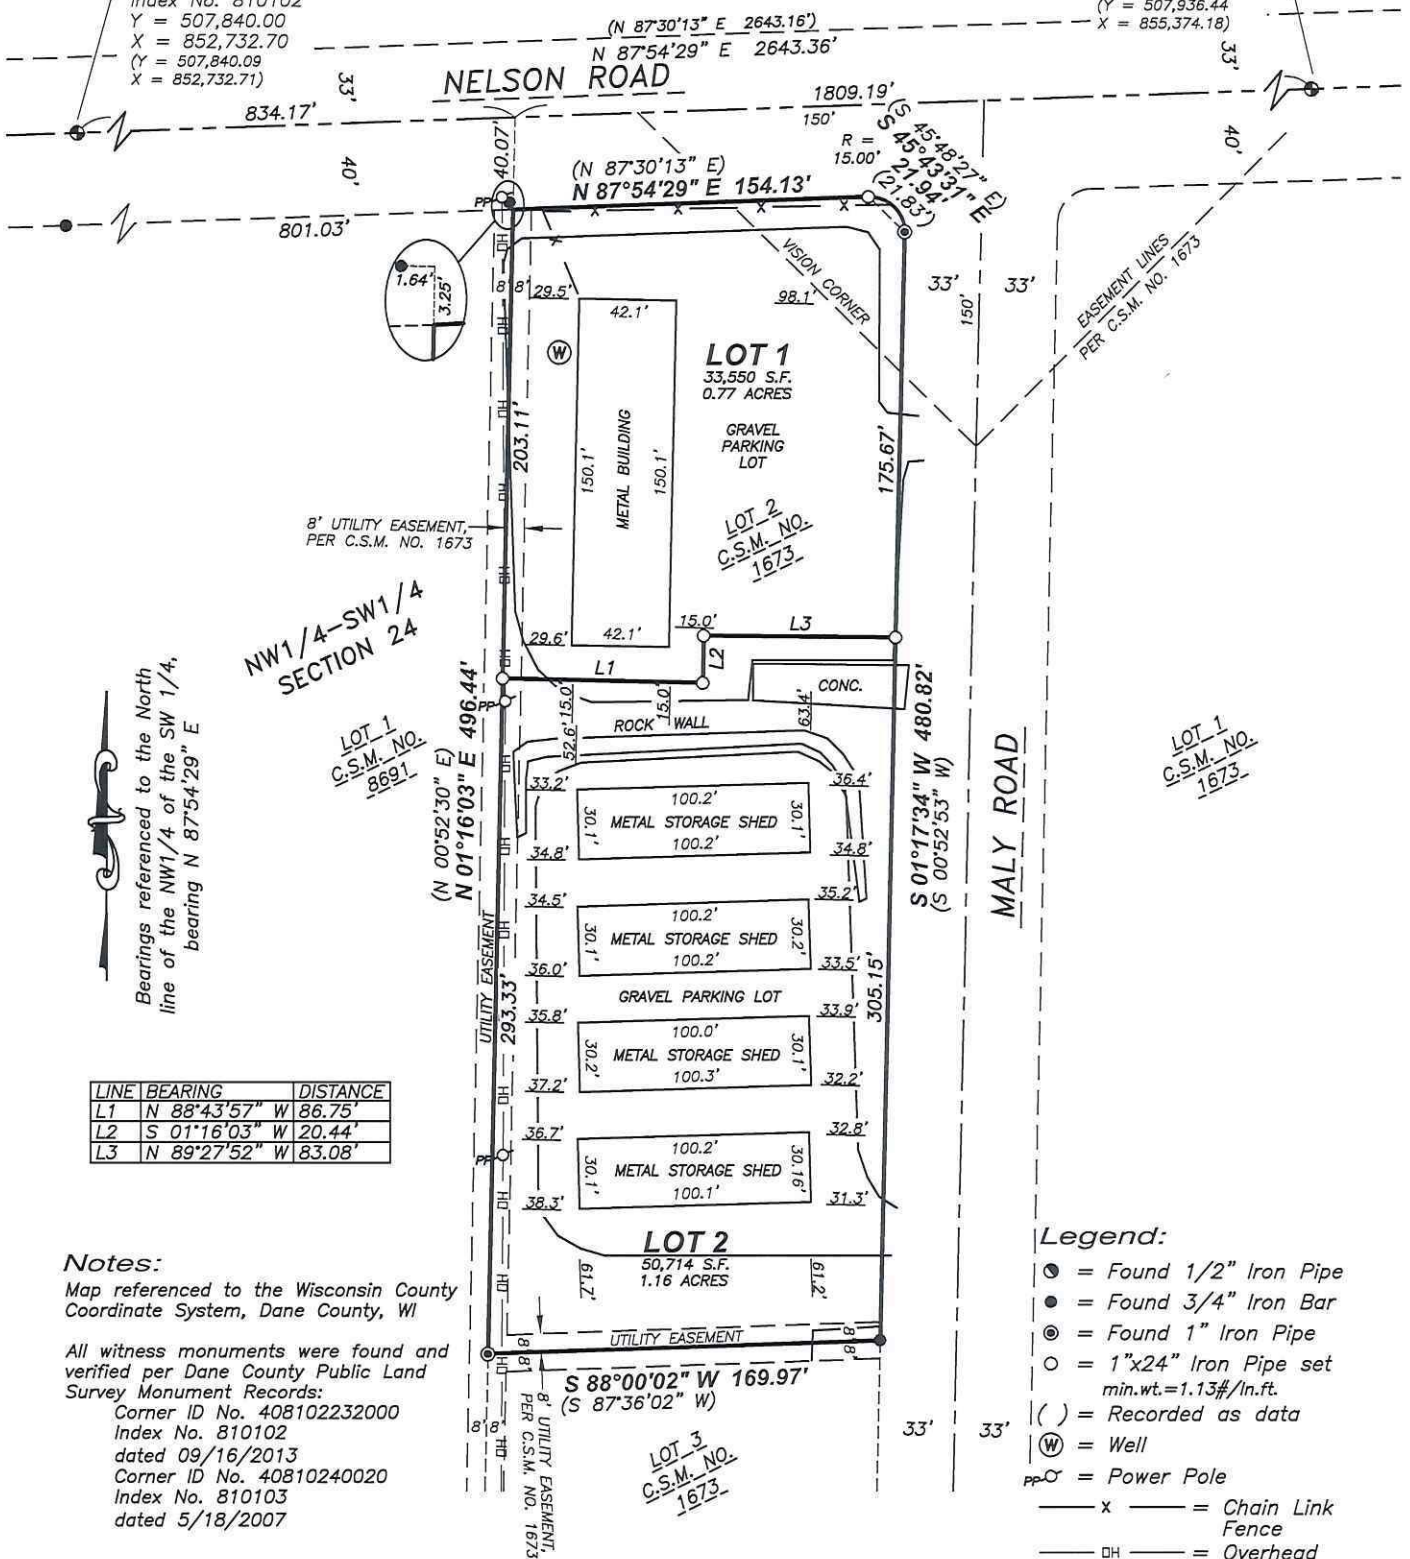 Index No. 810102
Y = 507,840.00
X = 852,732.70
(Y = 507,840.09
X = 852,732.71)
(N 87°30'13" E 2643.16')
N 87°54'29" E 2643.36'
(Y = 507,936.44
X = 855,374.18)
33'
33'
NELSON ROAD
834.17'
1809.19'
150'
40'
40.07'
40'
R =
15.00'
(S 45°48'27" E)
S 45°43'31" E
21.94'
(21.83')
(N 87°30'13" E)
N 87°54'29" E 154.13'
PP
801.03'
X X X X
X
OH
1.64'
3.25'
8' 8'
29.5'
42.1'
98.1'
VISION CORNER
33' 33'
150'
EASEMENT LINES
PER C.S.M. NO. 1673
W
LOT 1
33,550 S.F.
0.77 ACRES
GRAVEL
PARKING
LOT
203.11'
150.1'
METAL BUILDING
150.1'
175.67'
LOT 2
C.S.M. NO.
1673
8' UTILITY EASEMENT,
PER C.S.M. NO. 1673
NW1/4-SW1/4
SECTION 24
29.6'
42.1'
15.0'
L3
L1
L2
CONC.
PP
15.0'
15.0'
52.6'
63.4'
ROCK WALL
LOT 1
C.S.M. NO.
8691
(N 00°52'30" E)
N 01°16'03" E 496.44'
S 01°17'34" W 480.82'
(S 00°52'53" W)
MALY ROAD
LOT 1
C.S.M. NO.
1673
Bearings referenced to the North
line of the NW1/4 of the SW 1/4,
bearing N 87°54'29" E
33.2'
36.4'
100.2'
30.1'
METAL STORAGE SHED
30.1'
100.2'
34.8'
34.8'
34.5'
35.2'
100.2'
30.1'
METAL STORAGE SHED
30.2'
100.2'
36.0'
33.5'
UTILITY EASEMENT
293.33'
GRAVEL PARKING LOT
305.15'
35.8'
33.9'
100.0'
30.2'
METAL STORAGE SHED
30.1'
100.3'
37.2'
32.2'
36.7'
32.8'
100.2'
30.1'
METAL STORAGE SHED
30.16'
100.1'
38.3'
31.3'
PP
LINE BEARING DISTANCE
L1 N 88°43'57" W 86.75'
L2 S 01°16'03" W 20.44'
L3 N 89°27'52" W 83.08'
LOT 2
50,714 S.F.
1.16 ACRES
61.7'
61.2'
UTILITY EASEMENT
8' 8'
8' 8'
S 88°00'02" W 169.97'
(S 87°36'02" W)
8' 8'
8' UTILITY EASEMENT,
PER C.S.M. NO. 1673
LOT 3
C.S.M. NO.
1673
33' 33'
Notes:
Map referenced to the Wisconsin County
Coordinate System, Dane County, WI
All witness monuments were found and
verified per Dane County Public Land
Survey Monument Records:
Corner ID No. 408102232000
Index No. 810102
dated 09/16/2013
Corner ID No. 40810240020
Index No. 810103
dated 5/18/2007
Legend:
= Found 1/2" Iron Pipe
= Found 3/4" Iron Bar
= Found 1" Iron Pipe
= 1"x24" Iron Pipe set
min.wt.=1.13#/ln.ft.
( ) = Recorded as data
W = Well
PP = Power Pole
X = Chain Link
Fence
OH = Overhead